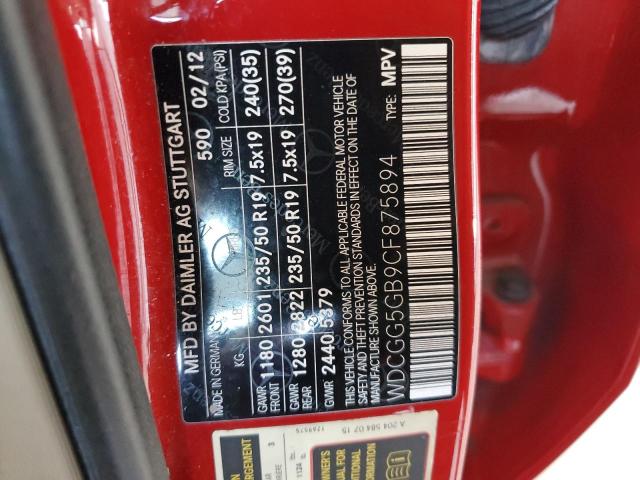 MFD BY DAIMLER AG STUTTGART
MADE IN GERMANY 590 02/12
KG LB RIM SIZE COLD KPA(PSI)
GAWR FRONT 1180 2601 235/50 R19 7.5x19 240(35)
GAWR REAR 1280 2822 235/50 R19 7.5x19 270(39)
GVWR 2440 5379
THIS VEHICLE CONFORMS TO ALL APPLICABLE FEDERAL MOTOR VEHICLE
SAFETY AND THEFT PREVENTION STANDARDS IN EFFECT ON THE DATE OF
MANUFACTURE
WDCGG5GB9CF875894 TYPE: MPV
A 204 584 07 15